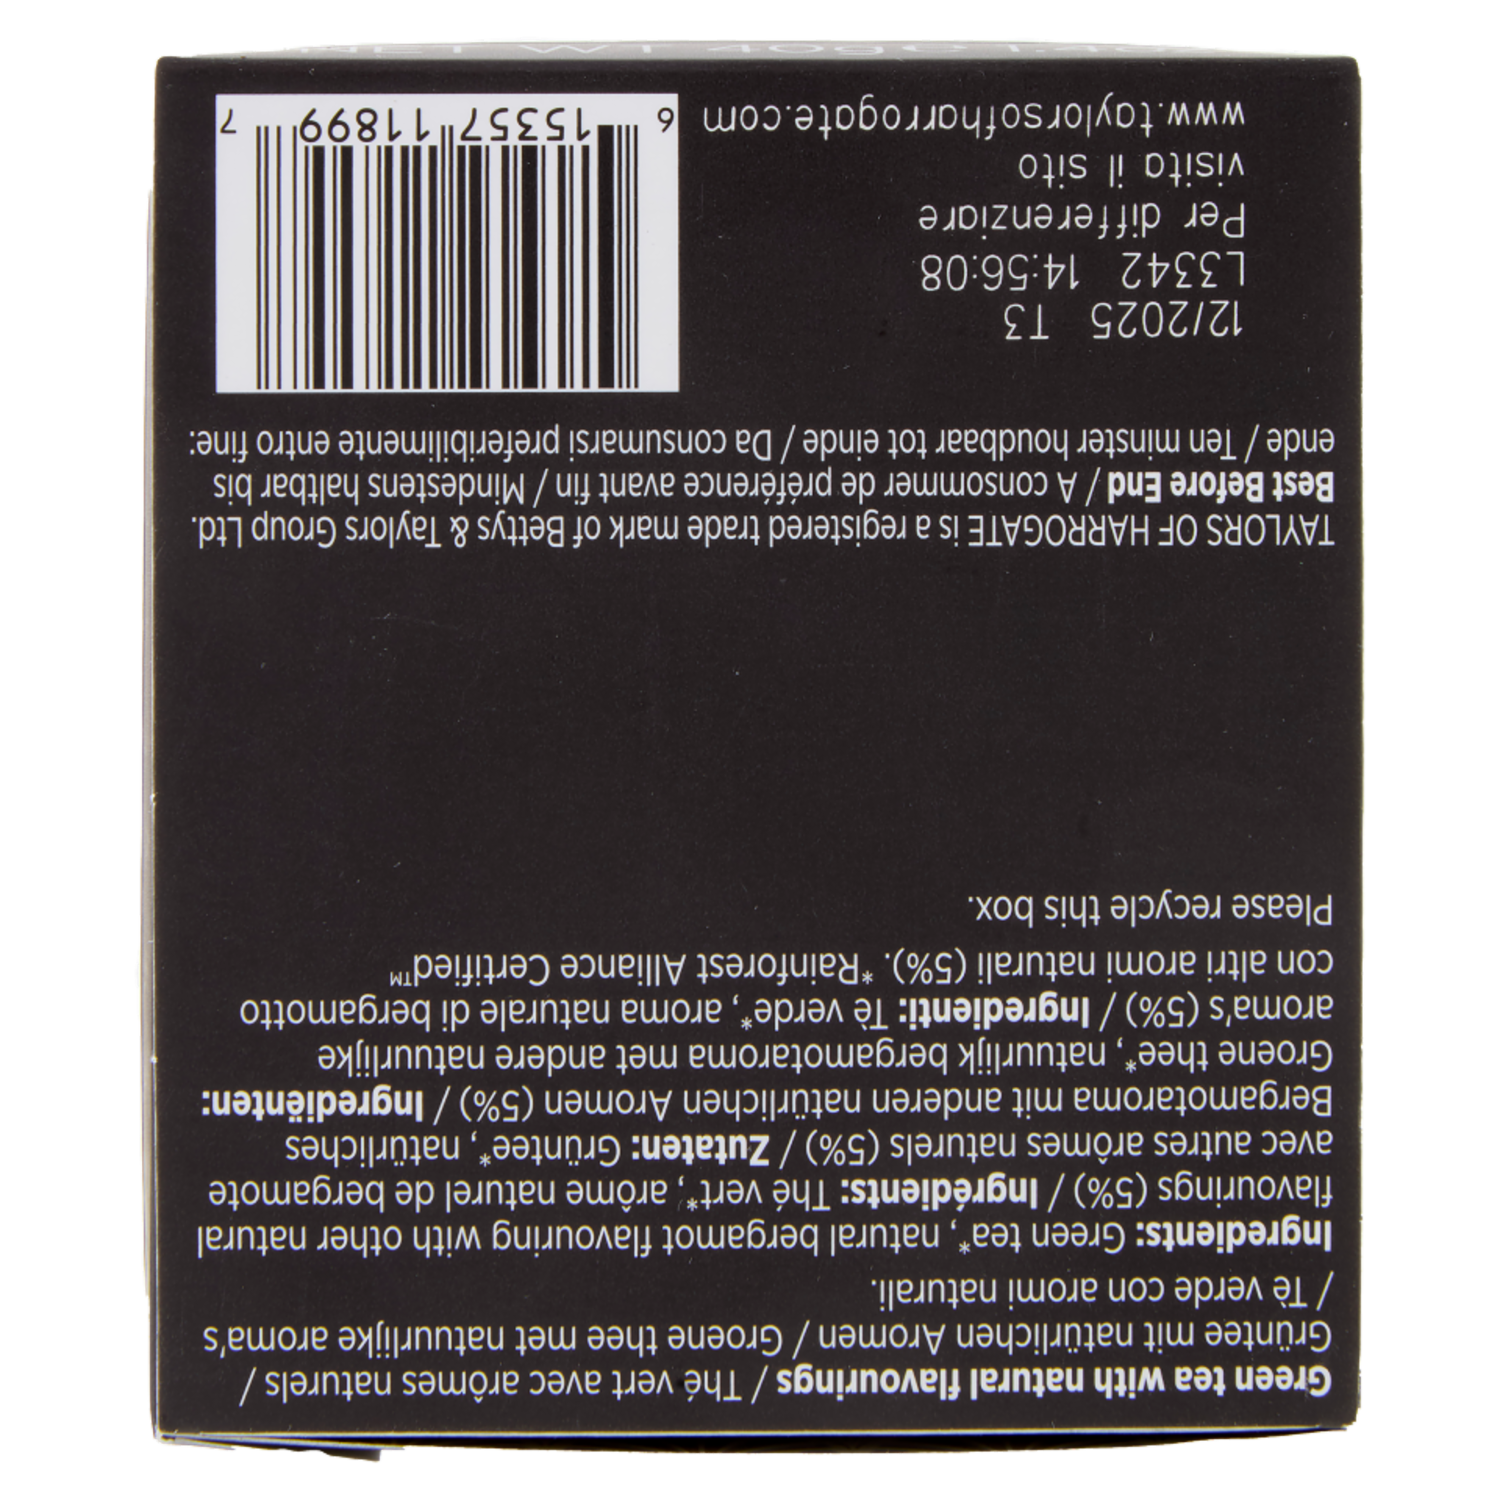 Green tea with natural flavourings / Thé vert avec arômes naturels /
Grüntee mit natürlichen Aromen / Groene thee met natuurlijke aroma's
/ Tè verde con aromi naturali.
Ingredients: Green tea*, natural bergamot flavouring with other natural
flavourings (5%) / Ingrédients: Thé vert*, arôme naturel de bergamote
avec autres arômes naturels (5%) / Zutaten: Grüntee*, natürliches
Bergamotaroma mit anderen natürlichen Aromen (5%) / Ingrediënten:
Groene thee*, natuurlijk bergamotaroma met andere natuurlijke
aroma's (5%) / Ingredienti: Tè verde*, aroma naturale di bergamotto
con altri aromi naturali (5%). *Rainforest Alliance Certified™
Please recycle this box.
TAYLORS OF HARROGATE is a registered trade mark of Bettys & Taylors Group Ltd.
Best Before End / A consommer de préférence avant fin / Mindestens haltbar bis
ende / Ten minster houdbaar tot einde / Da consumarsi preferibilimente entro fine:
12/2025 T3
L3342 14:56:08
Per differenziare
visita il sito
www.taylorsofharrogate.com
6 15357 11899 7
NET WT 40g e 1.4oz